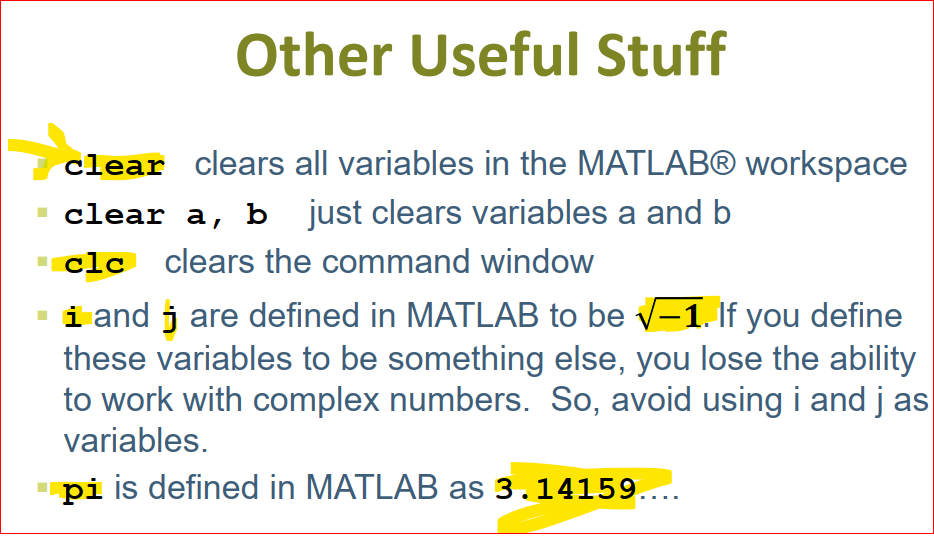 Other Useful Stuff
▪ clear clears all variables in the MATLAB® workspace
▪ clear a, b just clears variables a and b
▪ clc clears the command window
▪ i and j are defined in MATLAB to be √−1. If you define
these variables to be something else, you lose the ability
to work with complex numbers. So, avoid using i and j as
variables.
▪ pi is defined in MATLAB as 3.14159….